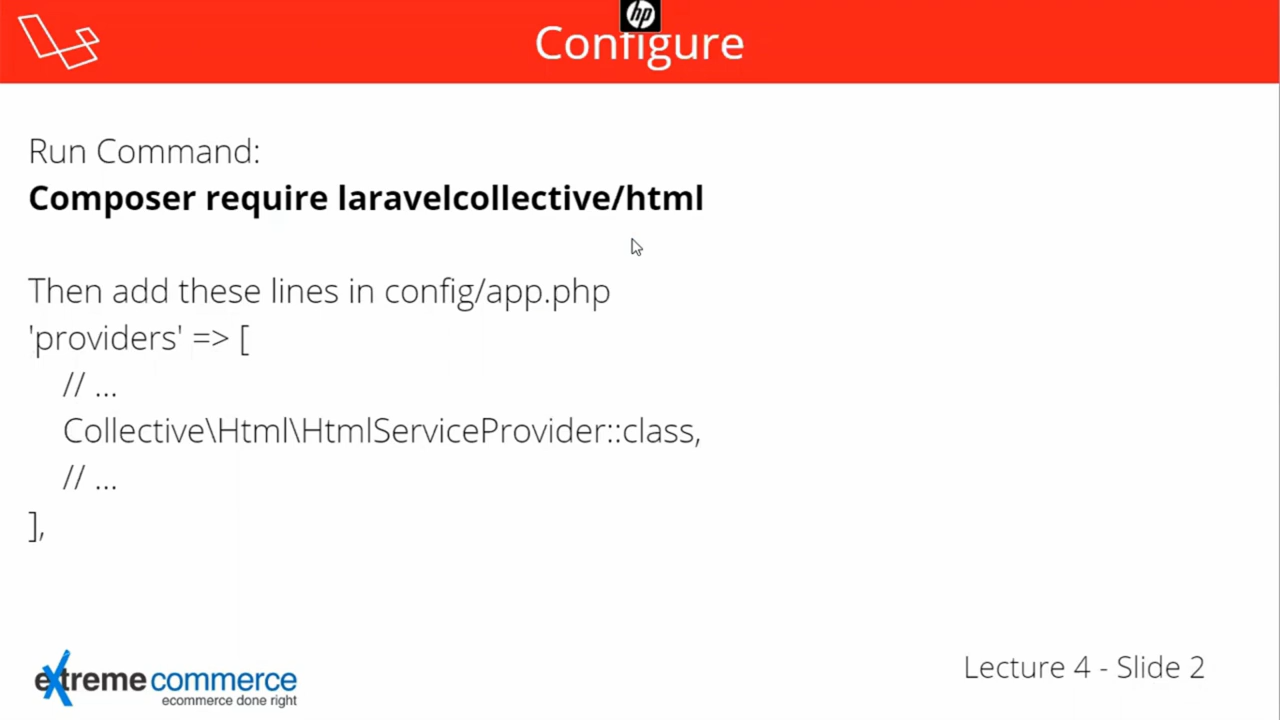 hp
Configure
Run Command:
Composer require laravelcollective/html
Then add these lines in config/app.php
'providers' => [
// ...
Collective\Html\HtmlServiceProvider::class,
// ...
],
extreme commerce
ecommerce done right
Lecture 4 - Slide 2